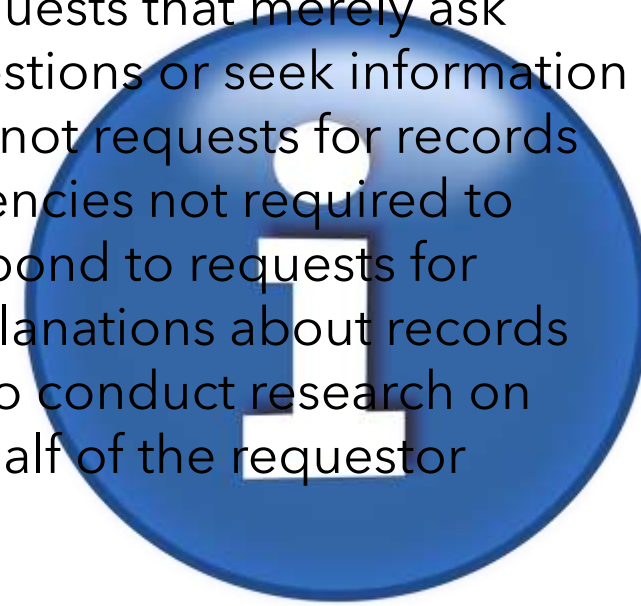 uests that merely ask
stions or seek information
not requests for records
encies not required to
pond to requests for
lanations about records
o conduct research on
alf of the requestor